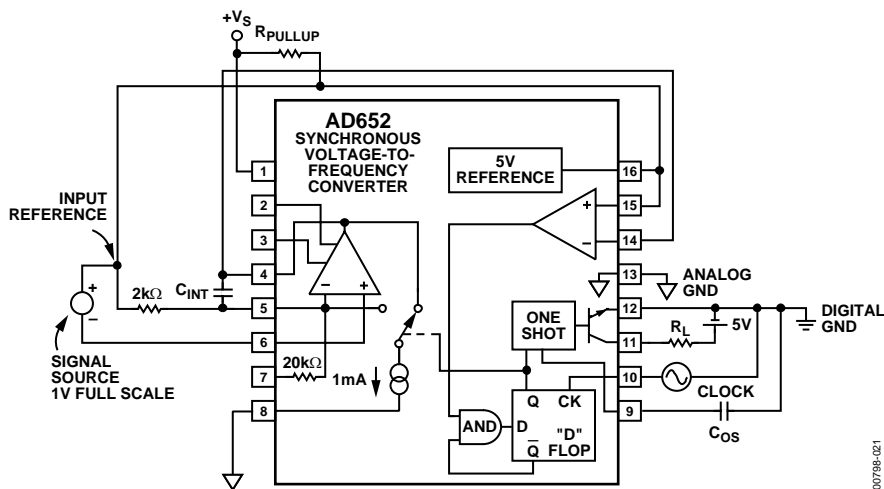 +VS
RPULLUP
AD652
SYNCHRONOUS
VOLTAGE-TO-
FREQUENCY
CONVERTER
5V
REFERENCE
INPUT
REFERENCE
1
2
3
4
5
6
7
8
16
15
14
13
12
11
10
9
+
–
–
+
+
–
2kΩ
CINT
20kΩ
1mA
SIGNAL
SOURCE
1V FULL SCALE
ONE
SHOT
AND
D
Q
CK
"D"
FLOP
Q
ANALOG
GND
DIGITAL
GND
RL
5V
CLOCK
COS
00798-021